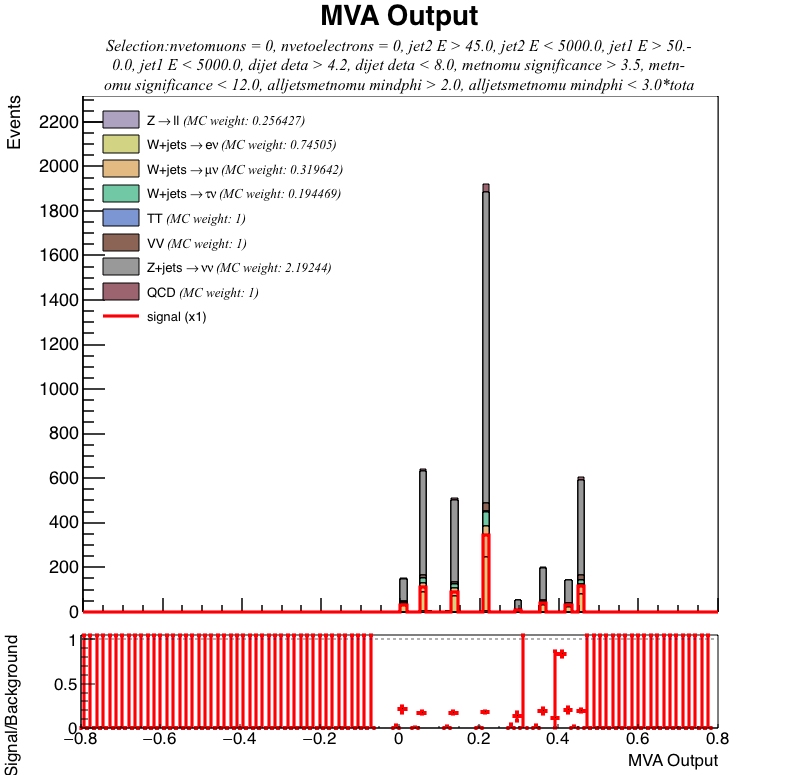 MVA Output
Selection:nvetomuons = 0, nvetoelectrons = 0, jet2 E > 45.0, jet2 E < 5000.0, jet1 E > 50.-
0.0, jet1 E < 5000.0, dijet deta > 4.2, dijet deta < 8.0, metnomu significance > 3.5, metn-
omu significance < 12.0, alljetsmetnomu mindphi > 2.0, alljetsmetnomu mindphi < 3.0*tota
Events
2200
2000
1800
1600
1400
1200
1000
800
600
400
200
0
Z→ll (MC weight: 0.256427)
W+jets→eν (MC weight: 0.74505)
W+jets→μν (MC weight: 0.319642)
W+jets→τν (MC weight: 0.194469)
TT (MC weight: 1)
VV (MC weight: 1)
Z+jets→νν (MC weight: 2.19244)
QCD (MC weight: 1)
signal (x1)
Signal/Background
1
0.5
0
−0.8 −0.6 −0.4 −0.2 0 0.2 0.4 0.6 0.8
MVA Output